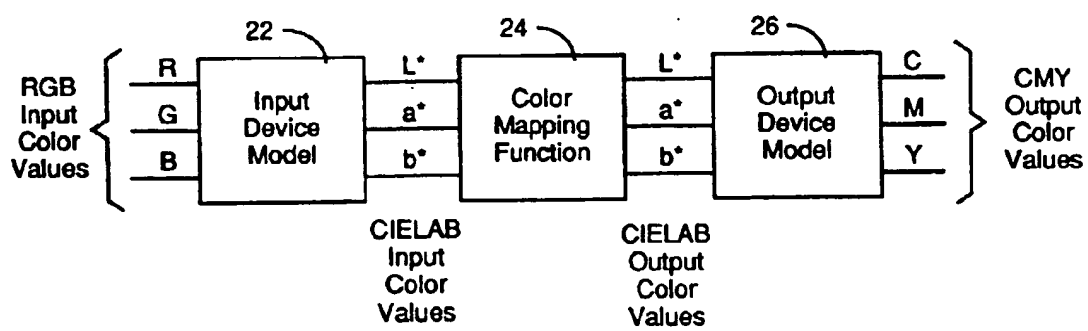 22
24
26
RGB
Input
Color
Values
R
G
B
Input
Device
Model
L*
a*
b*
CIELAB
Input
Color
Values
Color
Mapping
Function
L*
a*
b*
CIELAB
Output
Color
Values
Output
Device
Model
C
M
Y
CMY
Output
Color
Values